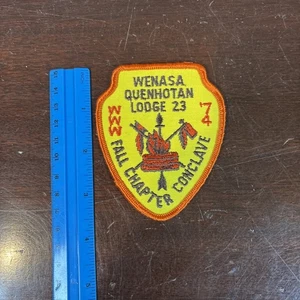 WENASA
QUENHOTAN
LODGE 23
WWW
'74
FALL CHAPTER CONCLAVE